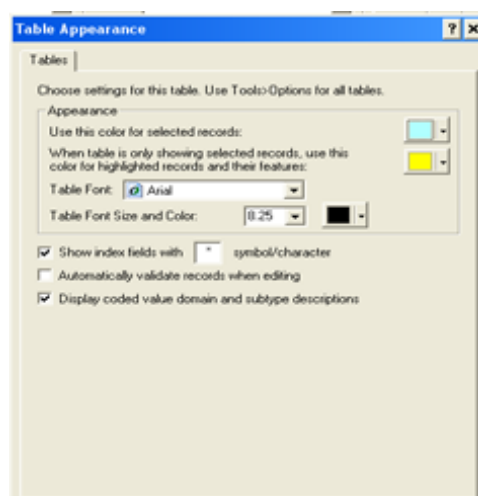 Table Appearance
Tables
Choose settings for this table. Use Tools>Options for all tables.
Appearance
Use this color for selected records:
When table is only showing selected records, use this
color for highlighted records and their features:
Table Font: Arial
Table Font Size and Color: 8.25
Show index fields with * symbol/character
Automatically validate records when editing
Display coded value domain and subtype descriptions